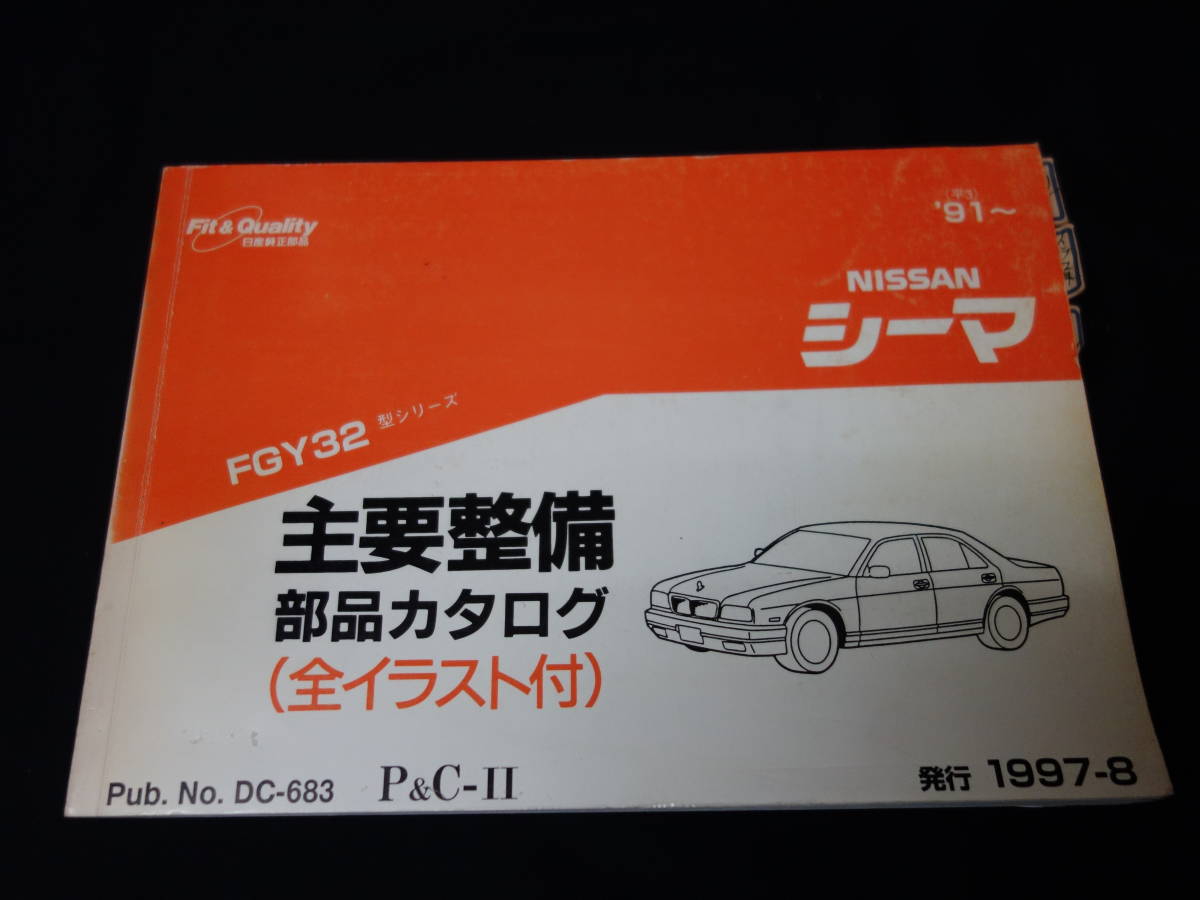 Fit & Quality
日産純正部品
(平3)
'91～
NISSAN
シーマ
FGY32 型シリーズ
主要整備
部品カタログ
(全イラスト付)
Pub. No. DC-683 P&C-II
発行 1997-8